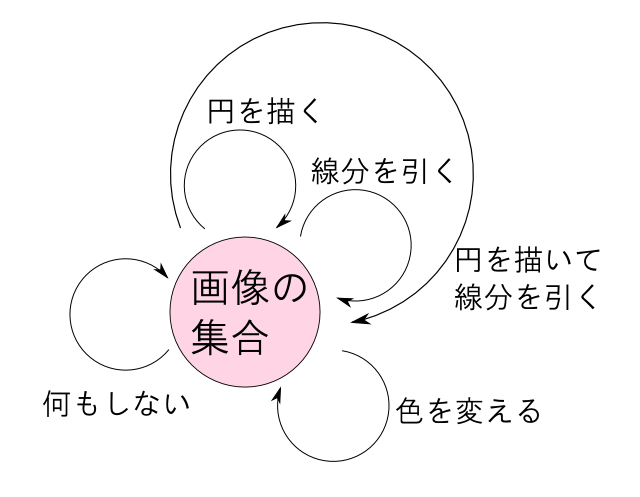 円を描く
線分を引く
円を描いて
線分を引く
画像の
集合
何もしない
色を変える